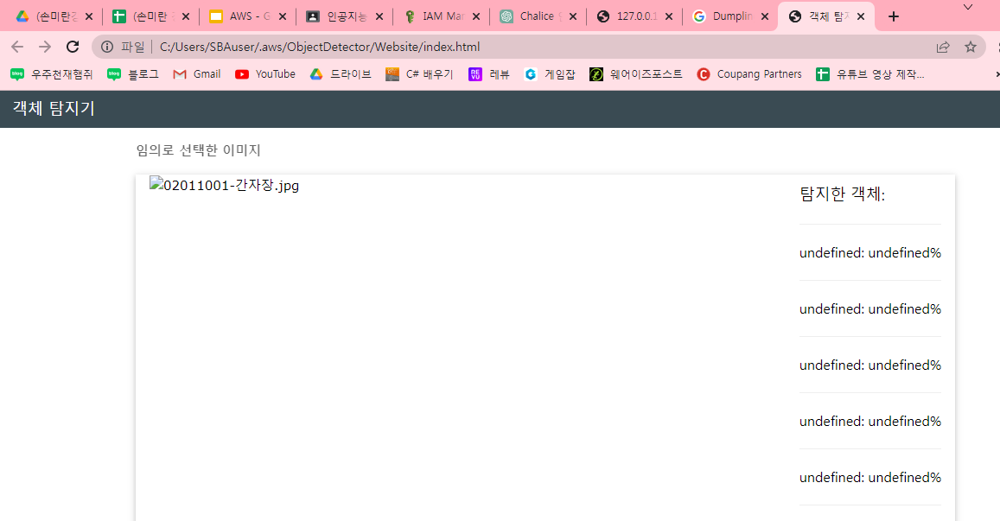 (손미란
(손미란
AWS - G
인공지능
IAM Mar
Chalice
127.0.0.1
Dumplin
객체 탐지
파일 | C:/Users/SBAuser/.aws/ObjectDetector/Website/index.html
blog 우주천재햄쥐
blog 블로그
Gmail
YouTube
드라이브
C# 배우기
REVU 레뷰
게임잡
웨어이즈포스트
Coupang Partners
유튜브 영상 제작...
객체 탐지기
임의로 선택한 이미지
02011001-간자장.jpg
탐지한 객체:
undefined: undefined%
undefined: undefined%
undefined: undefined%
undefined: undefined%
undefined: undefined%